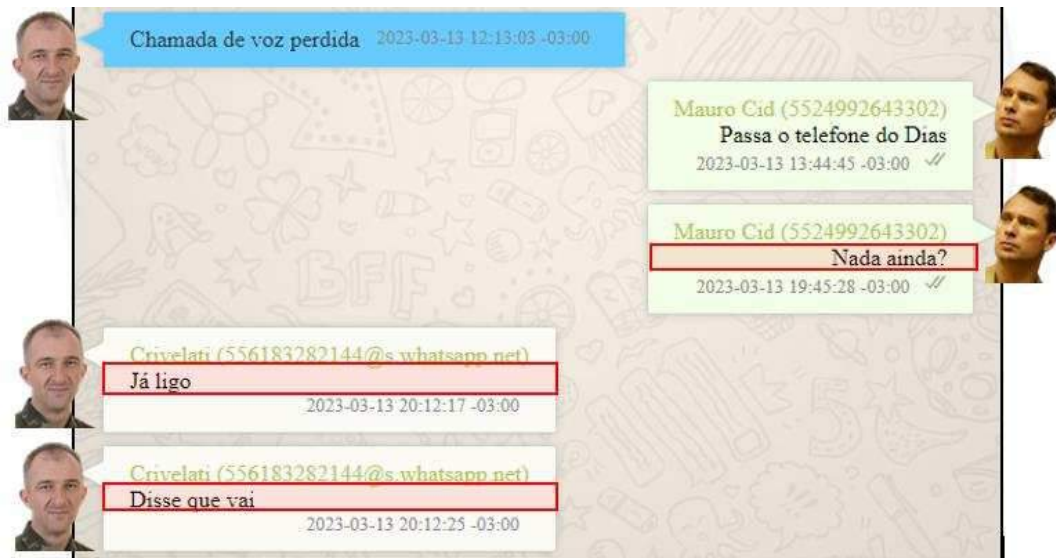 Chamada de voz perdida 2023-03-13 12:13:03 -03:00
Mauro Cid (5524992643302)
Passa o telefone do Dias
2023-03-13 13:44:45 -03:00
Mauro Cid (5524992643302)
Nada ainda?
2023-03-13 19:45:28 -03:00
Crivelati (556183282144@s.whatsapp.net)
Já ligo
2023-03-13 20:12:17 -03:00
Crivelati (556183282144@s.whatsapp.net)
Disse que vai
2023-03-13 20:12:25 -03:00